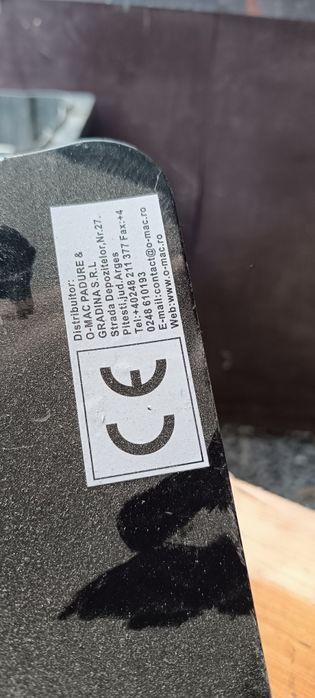 Distribuitor:
O-MAC PADURE &
GRADINA S.R.L
Strada Depozitelor,Nr.27.
Pitesti.jud.Arges
Tel:+40248 211 377 Fax:+4
0248 610193
E-mail:contact@o-mac.ro
Web:www.o-mac.ro
CE